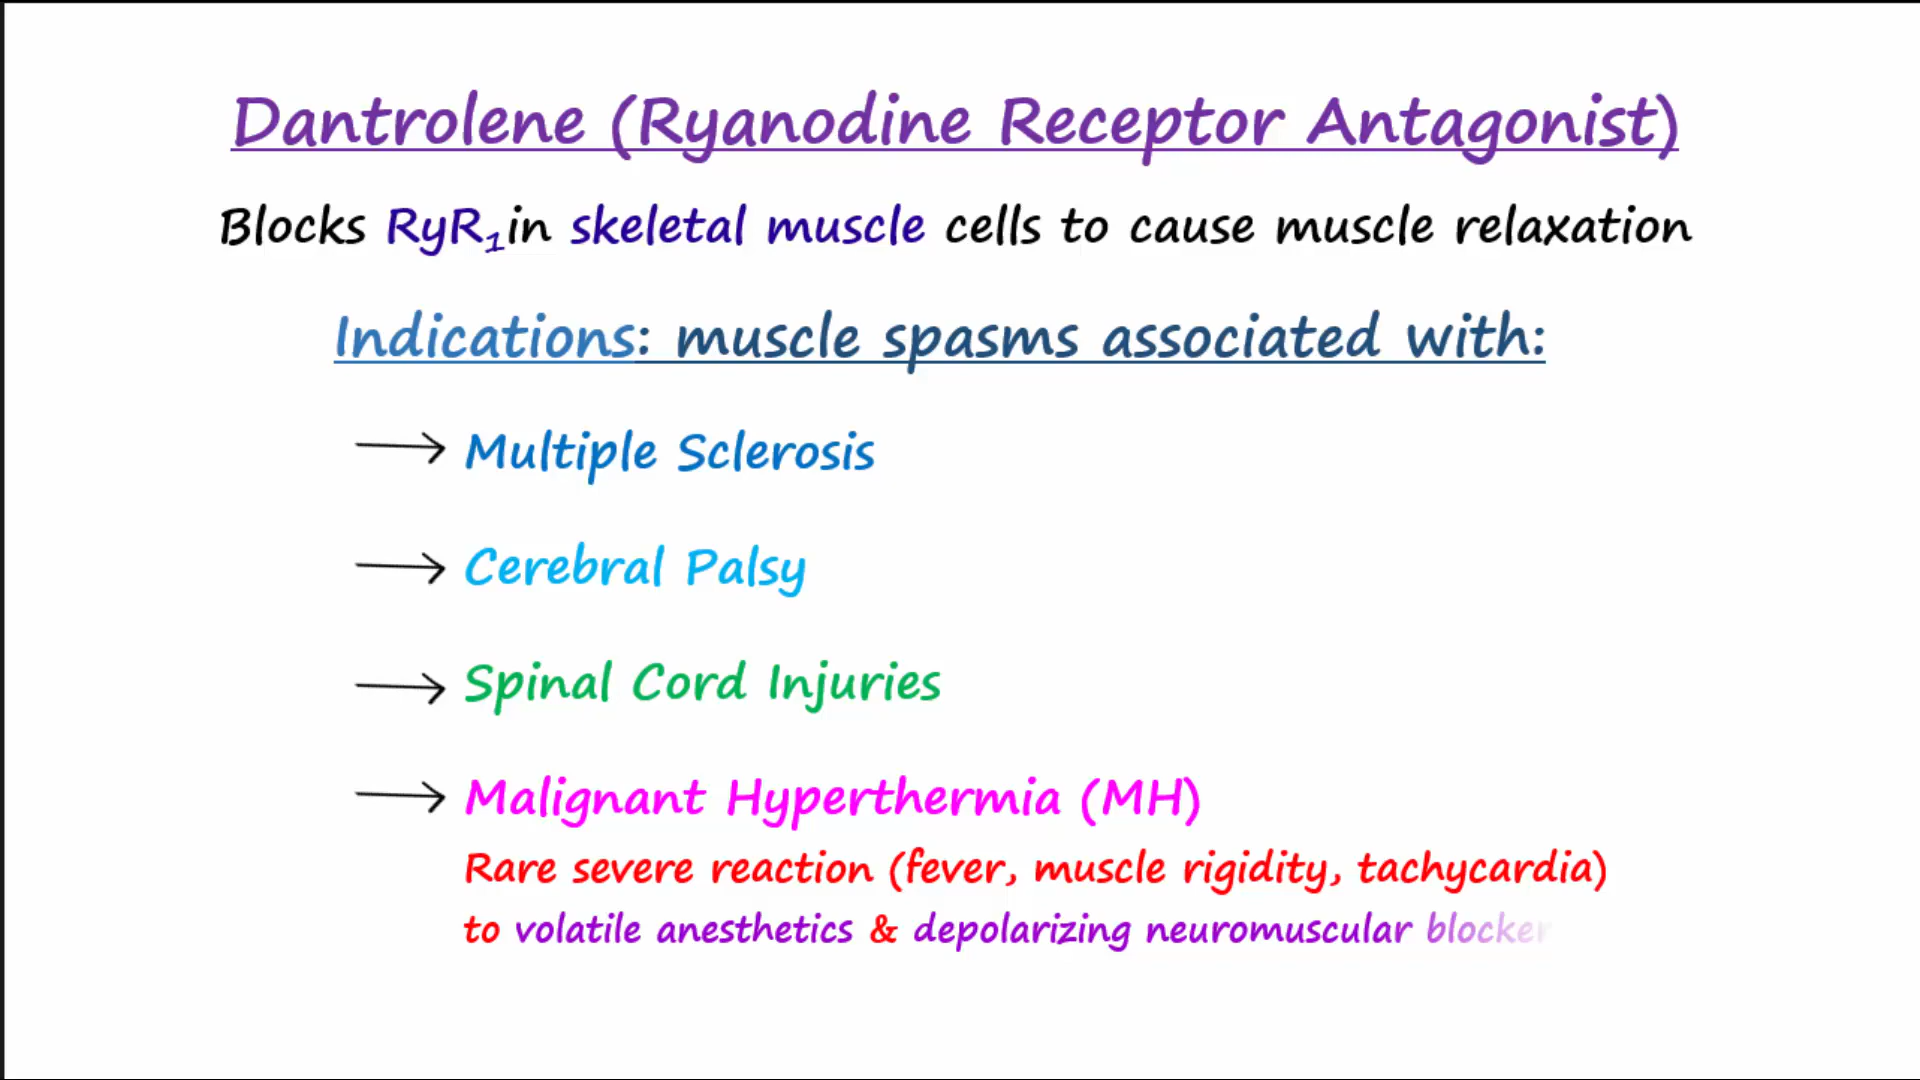 Dantrolene (Ryanodine Receptor Antagonist)
Blocks RyR₁ in skeletal muscle cells to cause muscle relaxation
Indications: muscle spasms associated with:
→ Multiple Sclerosis
→ Cerebral Palsy
→ Spinal Cord Injuries
→ Malignant Hyperthermia (MH)
Rare severe reaction (fever, muscle rigidity, tachycardia)
to volatile anesthetics & depolarizing neuromuscular blocker